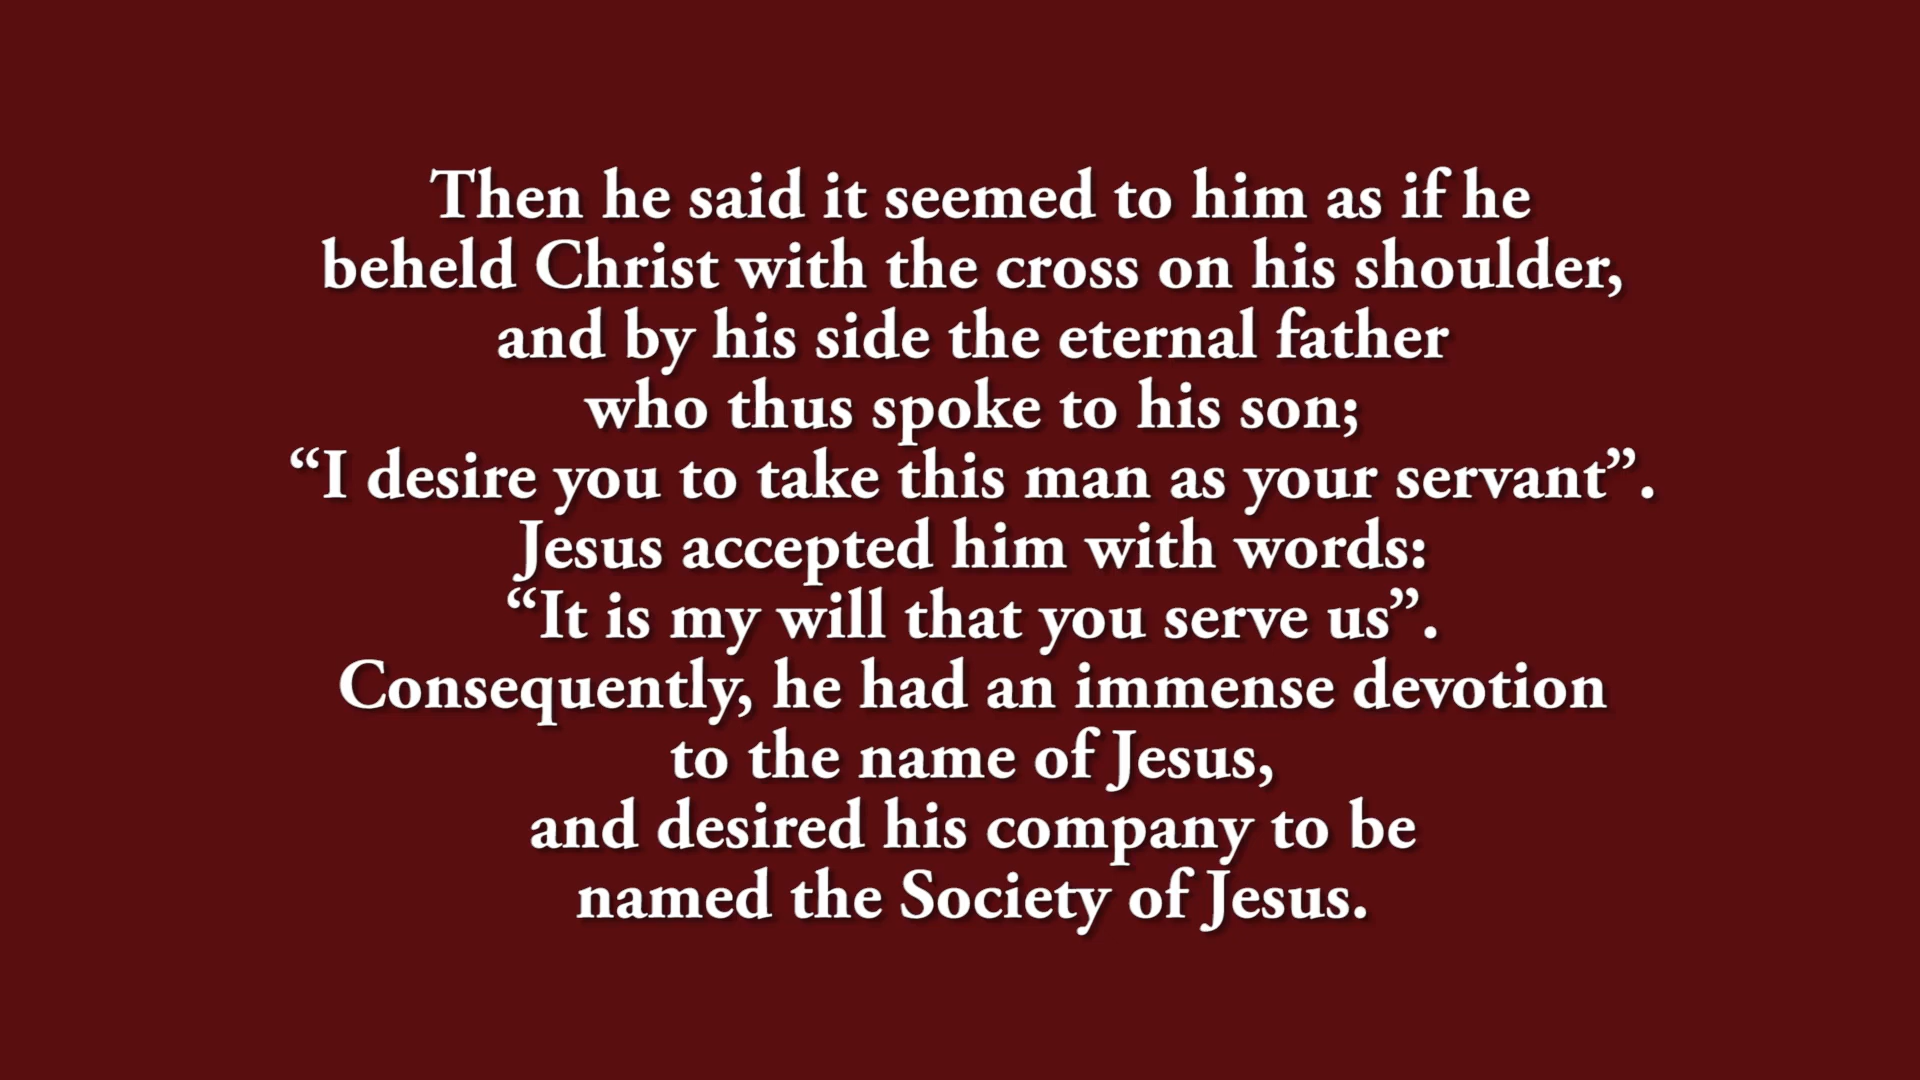 Then he said it seemed to him as if he
beheld Christ with the cross on his shoulder,
and by his side the eternal father
who thus spoke to his son;
“I desire you to take this man as your servant”.
Jesus accepted him with words:
“It is my will that you serve us”.
Consequently, he had an immense devotion
to the name of Jesus,
and desired his company to be
named the Society of Jesus.